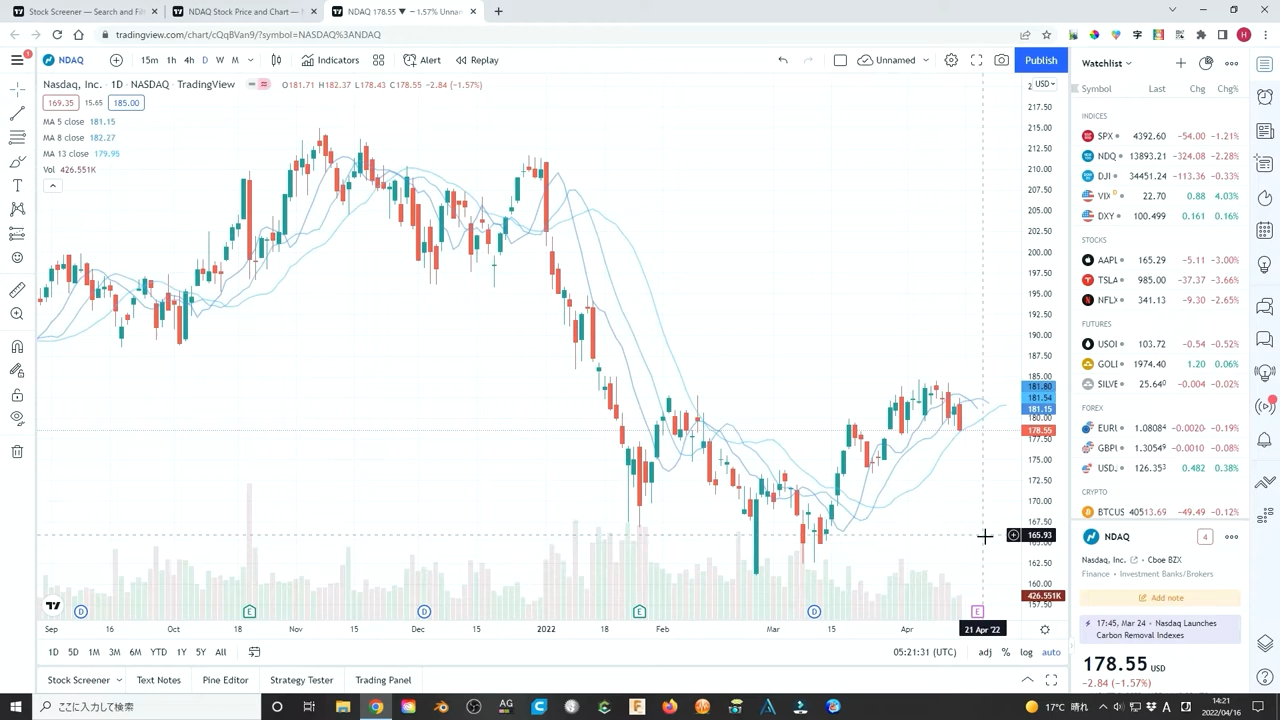 Stock Screener — Search and Filt
NDAQ Stock Price and Chart —
NDAQ 178.55 ▼ −1.57% Unnar
tradingview.com/chart/cQqBVan9/?symbol=NASDAQ%3ANDAQ
NDAQ
15m 1h 4h D W M
Indicators
Alert
Replay
Unnamed
Publish
Nasdaq, Inc. · 1D · NASDAQ · TradingView
O181.71 H182.37 L178.43 C178.55 −2.84 (−1.57%)
169.35 15.65 185.00
MA 5 close 181.15
MA 8 close 182.27
MA 13 close 179.95
Vol 426.551K
USD
217.50
215.00
212.50
210.00
207.50
205.00
202.50
200.00
197.50
195.00
192.50
190.00
187.50
185.00
181.80
181.54
181.15
180.00
178.55
177.50
175.00
172.50
170.00
167.50
165.93
165.00
162.50
160.00
426.551K
157.50
D E D E D E
Sep 16 Oct 18 Nov 15 Dec 15 2022 18 Feb Mar 15 Apr 21 Apr '22
1D 5D 1M 3M 6M YTD 1Y 5Y All
05:21:31 (UTC) adj % log auto
Stock Screener Text Notes Pine Editor Strategy Tester Trading Panel
Watchlist
Symbol Last Chg Chg%
INDICES
SPX 4392.60 −54.00 −1.21%
NDQ 13893.21 −324.08 −2.28%
DJI 34451.24 −113.36 −0.33%
VIX D 22.70 0.88 4.03%
DXY 100.499 0.161 0.16%
STOCKS
AAPL 165.29 −5.11 −3.00%
TSLA 985.00 −37.37 −3.66%
NFLX 341.13 −9.30 −2.65%
FUTURES
USOI 103.72 −0.54 −0.52%
GOLI 1974.40 1.20 0.06%
SILVE 25.640 −0.004 −0.02%
FOREX
EURI 1.08084 −0.0020 −0.19%
GBPI 1.30549 −0.0010 −0.08%
USD. 126.353 0.482 0.38%
CRYPTO
BTCUS 40513.69 −49.49 −0.12%
NDAQ
4
Nasdaq, Inc. · Cboe BZX
Finance · Investment Banks/Brokers
Add note
17:45, Mar 24 · Nasdaq Launches
Carbon Removal Indexes
178.55 USD
−2.84 (−1.57%)
ここに入力して検索
AG
17°C 晴れ
A
14:21
2022/04/16